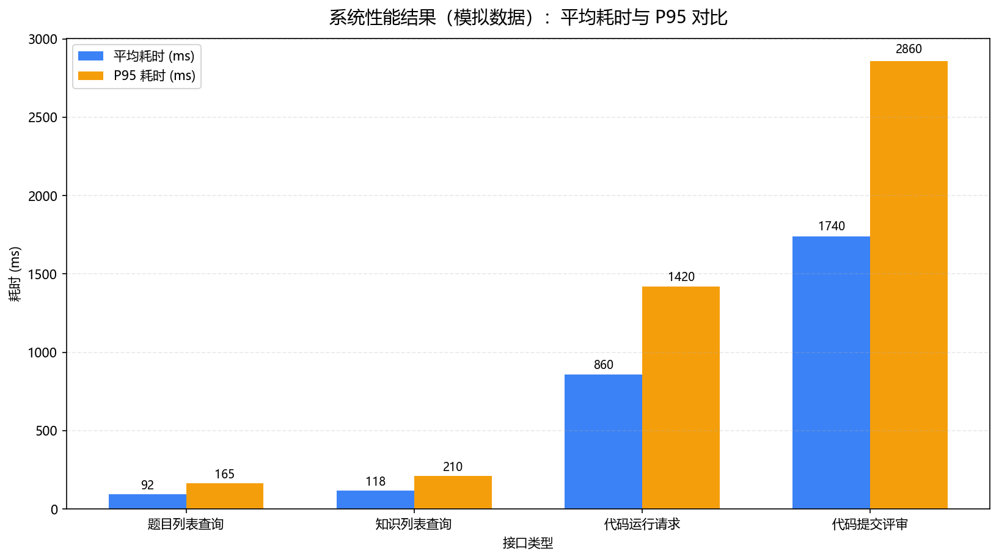 系统性能结果（模拟数据）：平均耗时与 P95 对比
平均耗时 (ms)
P95 耗时 (ms)
耗时 (ms)
3000
2500
2000
1500
1000
500
0
92
165
118
210
860
1420
1740
2860
题目列表查询
知识列表查询
代码运行请求
代码提交评审
接口类型